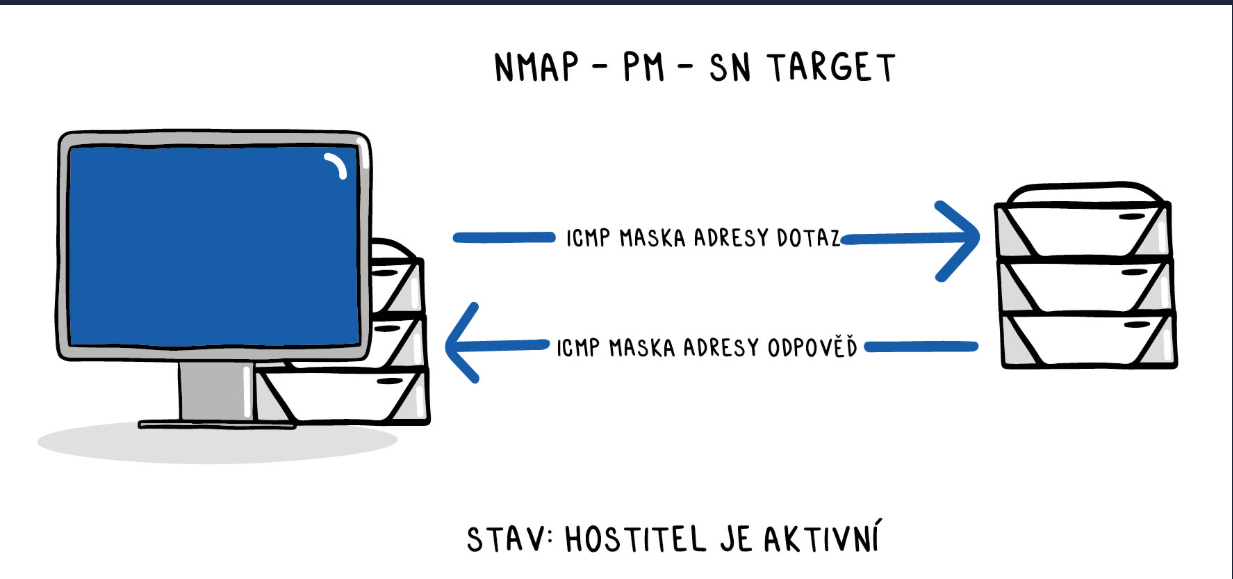 NMAP - PM - SN TARGET
ICMP MASKA ADRESY DOTAZ
ICMP MASKA ADRESY ODPOVĚĎ
STAV: HOSTITEL JE AKTIVNÍ